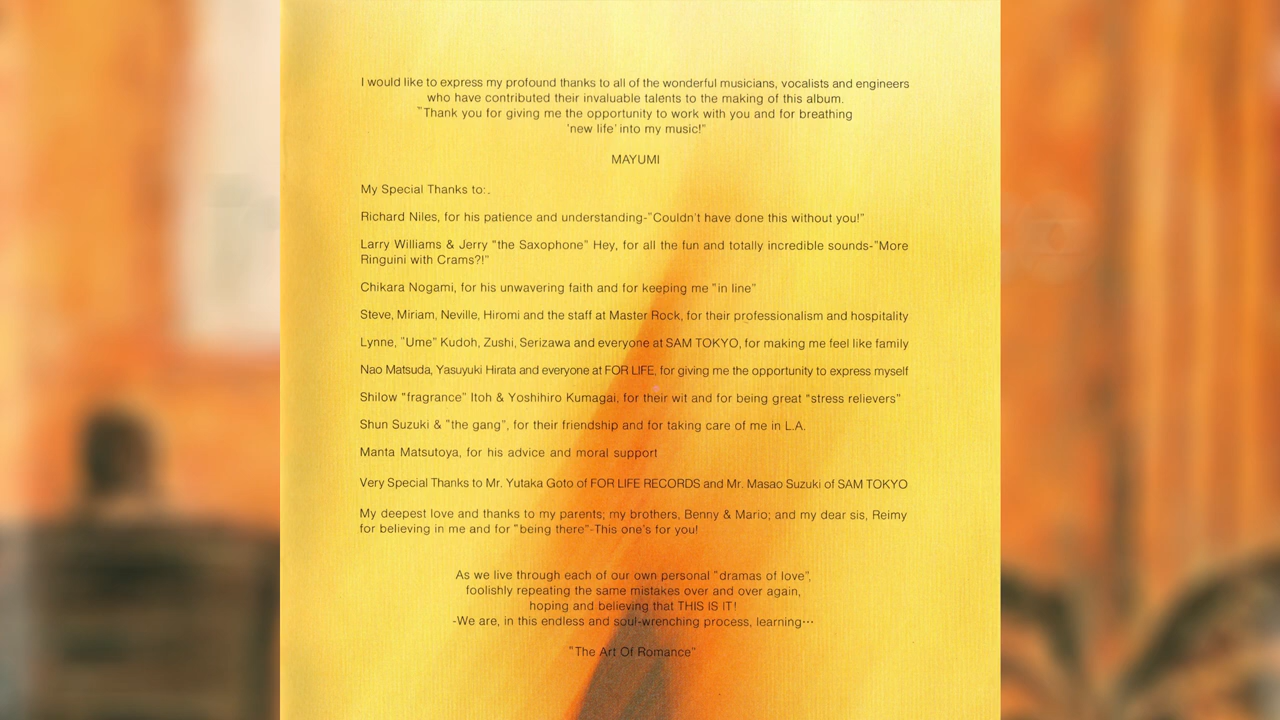 I would like to express my profound thanks to all of the wonderful musicians, vocalists and engineers
who have contributed their invaluable talents to the making of this album.
"Thank you for giving me the opportunity to work with you and for breathing
'new life' into my music!"
MAYUMI
My Special Thanks to:.
Richard Niles, for his patience and understanding-"Couldn't have done this without you!"
Larry Williams & Jerry "the Saxophone" Hey, for all the fun and totally incredible sounds-"More
Ringuini with Crams?!"
Chikara Nogami, for his unwavering faith and for keeping me "in line"
Steve, Miriam, Neville, Hiromi and the staff at Master Rock, for their professionalism and hospitality
Lynne, "Ume" Kudoh, Zushi, Serizawa and everyone at SAM TOKYO, for making me feel like family
Nao Matsuda, Yasuyuki Hirata and everyone at FOR LIFE, for giving me the opportunity to express myself
Shilow "fragrance" Itoh & Yoshihiro Kumagai, for their wit and for being great "stress relievers"
Shun Suzuki & "the gang", for their friendship and for taking care of me in L.A.
Manta Matsutoya, for his advice and moral support
Very Special Thanks to Mr. Yutaka Goto of FOR LIFE RECORDS and Mr. Masao Suzuki of SAM TOKYO
My deepest love and thanks to my parents; my brothers, Benny & Mario; and my dear sis, Reimy
for believing in me and for "being there"-This one's for you!
As we live through each of our own personal "dramas of love",
foolishly repeating the same mistakes over and over again,
hoping and believing that THIS IS IT!
-We are, in this endless and soul-wrenching process, learning⋯
"The Art Of Romance"